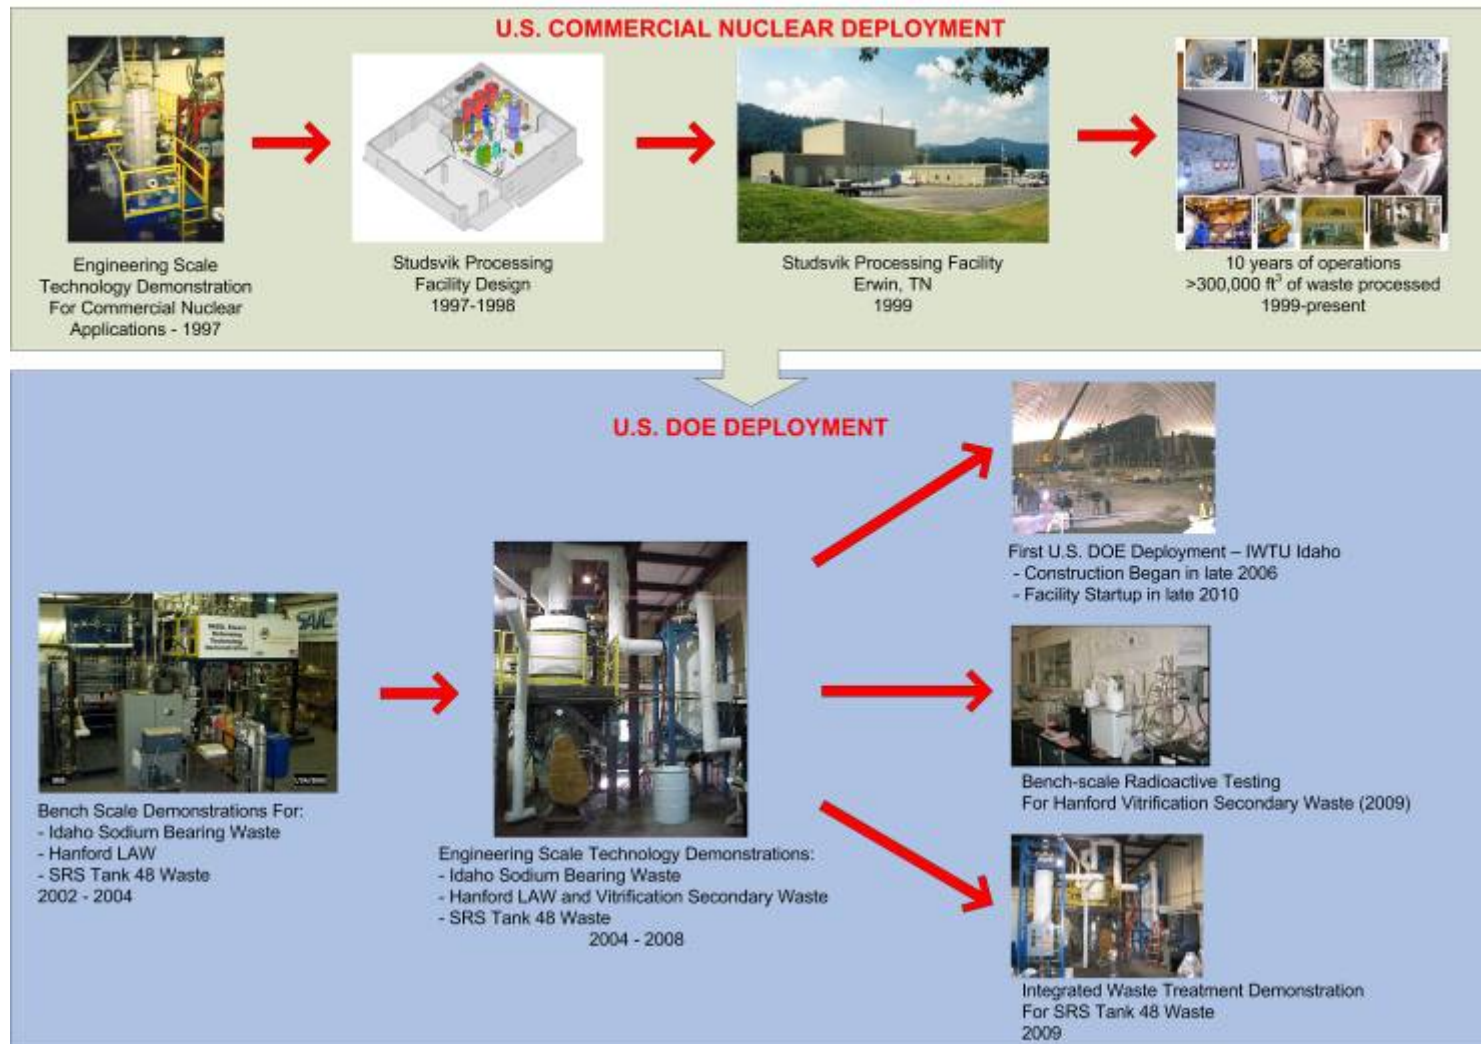 U.S. COMMERCIAL NUCLEAR DEPLOYMENT
Engineering Scale
Technology Demonstration
For Commercial Nuclear
Applications - 1997
Studsvik Processing
Facility Design
1997-1998
Studsvik Processing Facility
Erwin, TN
1999
10 years of operations
>300,000 ft³ of waste processed
1999-present
U.S. DOE DEPLOYMENT
SAIC
Bench Scale Demonstrations For:
- Idaho Sodium Bearing Waste
- Hanford LAW
- SRS Tank 48 Waste
2002 - 2004
Engineering Scale Technology Demonstrations:
- Idaho Sodium Bearing Waste
- Hanford LAW and Vitrification Secondary Waste
- SRS Tank 48 Waste
2004 - 2008
First U.S. DOE Deployment – IWTU Idaho
- Construction Began in late 2006
- Facility Startup in late 2010
Bench-scale Radioactive Testing
For Hanford Vitrification Secondary Waste (2009)
Integrated Waste Treatment Demonstration
For SRS Tank 48 Waste
2009